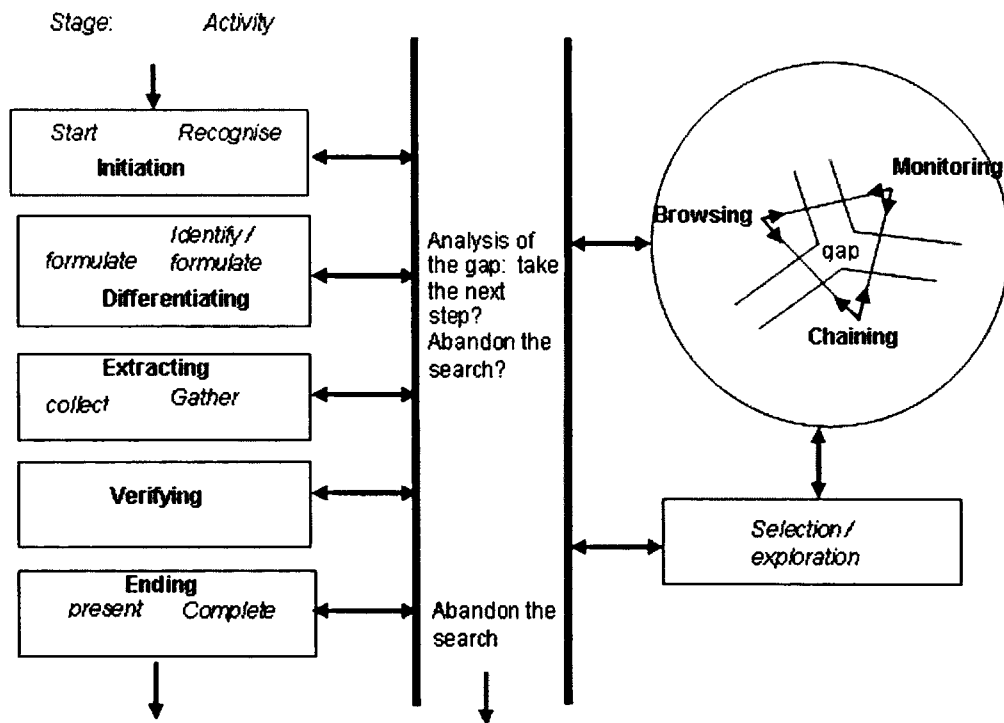 Stage: Activity
Start Recognise
Initiation
Identify /
formulate formulate
Differentiating
Extracting
collect Gather
Verifying
Ending
present Complete
Analysis of
the gap: take
the next
step?
Abandon the
search?
Abandon the
search
Monitoring
Browsing
gap
Chaining
Selection /
exploration